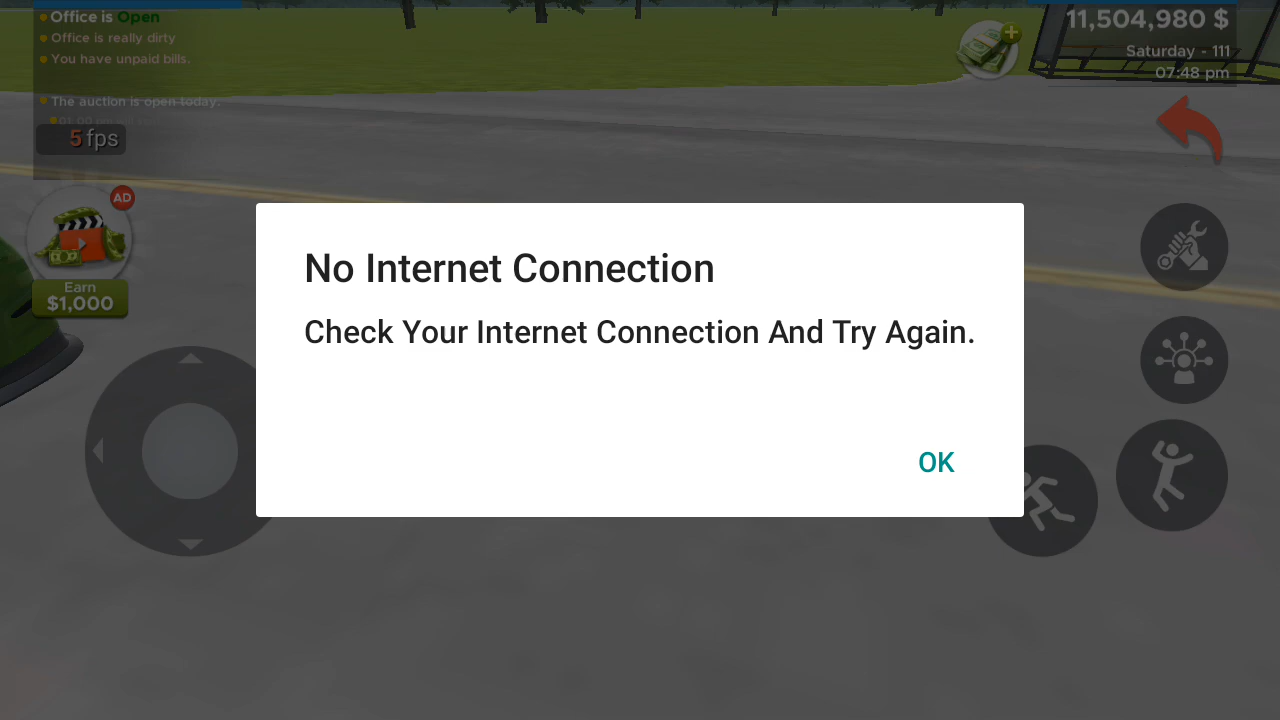 Office is Open
Office is really dirty
You have unpaid bills.
The auction is open today.
5 fps
AD
Earn
$1,000
11,504,980 $
Saturday - 111
07:48 pm
No Internet Connection
Check Your Internet Connection And Try Again.
OK